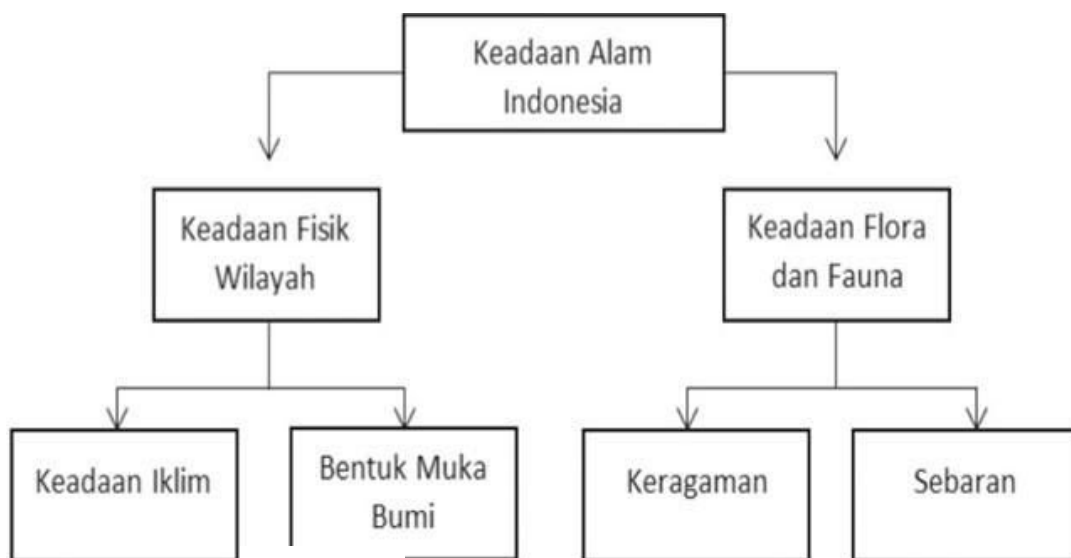 Keadaan Alam
Indonesia
Keadaan Fisik
Wilayah
Keadaan Flora
dan Fauna
Keadaan Iklim
Bentuk Muka
Bumi
Keragaman
Sebaran